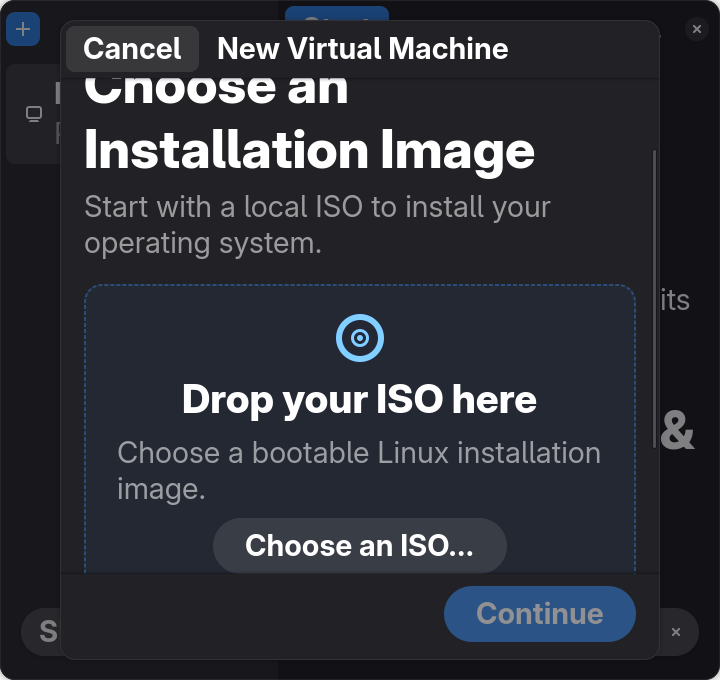 Cancel
New Virtual Machine
Choose an
Installation Image
Start with a local ISO to install your
operating system.
its
Drop your ISO here
&
Choose a bootable Linux installation
image.
Choose an ISO...
Continue
S